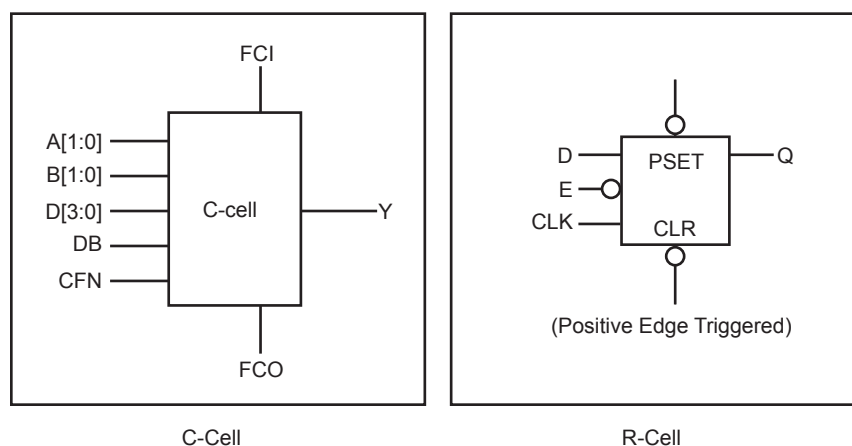 FCI
A[1:0]
B[1:0]
D[3:0]
DB
CFN
C-cell
Y
FCO
C-Cell
D
E
CLK
PSET
CLR
Q
(Positive Edge Triggered)
R-Cell